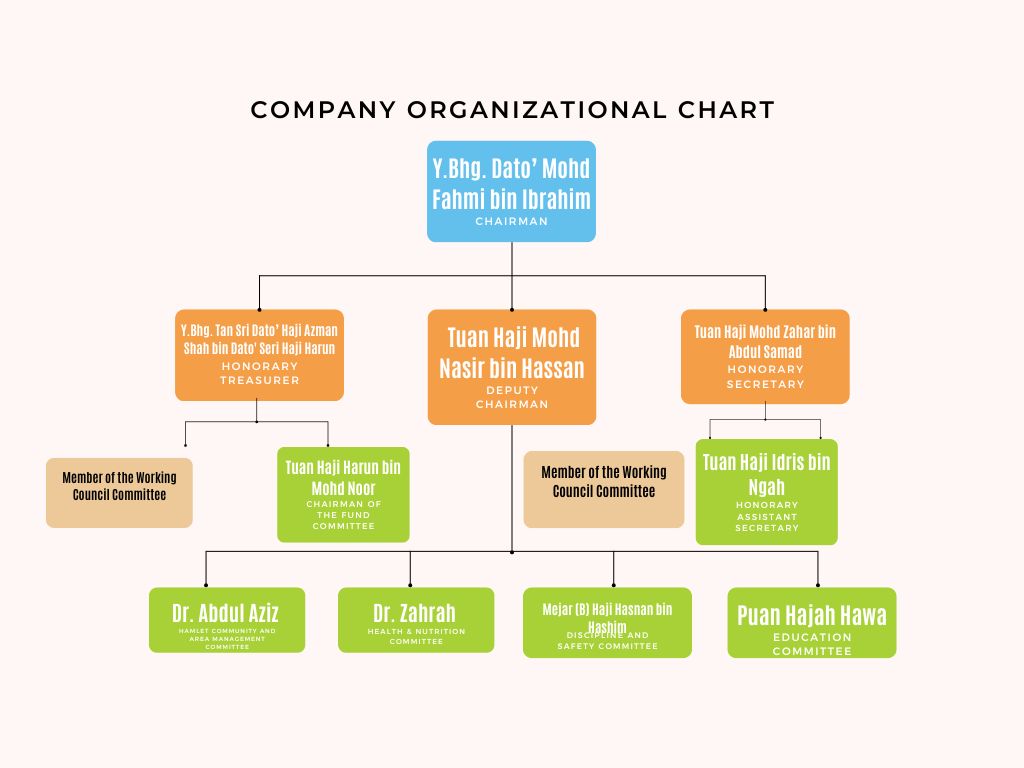 COMPANY ORGANIZATIONAL CHART
Y.Bhg. Dato’ Mohd
Fahmi bin Ibrahim
CHAIRMAN
Y.Bhg. Tan Sri Dato’ Haji Azman
Shah bin Dato' Seri Haji Harun
HONORARY
TREASURER
Tuan Haji Mohd
Nasir bin Hassan
DEPUTY
CHAIRMAN
Tuan Haji Mohd Zahar bin
Abdul Samad
HONORARY
SECRETARY
Member of the Working
Council Committee
Tuan Haji Harun bin
Mohd Noor
CHAIRMAN OF
THE FUND
COMMITTEE
Member of the Working
Council Committee
Tuan Haji Idris bin
Ngah
HONORARY
ASSISTANT
SECRETARY
Dr. Abdul Aziz
HAMLET COMMUNITY AND
AREA MANAGEMENT
COMMITTEE
Dr. Zahrah
HEALTH & NUTRITION
COMMITTEE
Mejar (B) Haji Hasnan bin
Hashim
DISCIPLINE AND
SAFETY COMMITTEE
Puan Hajah Hawa
EDUCATION
COMMITTEE